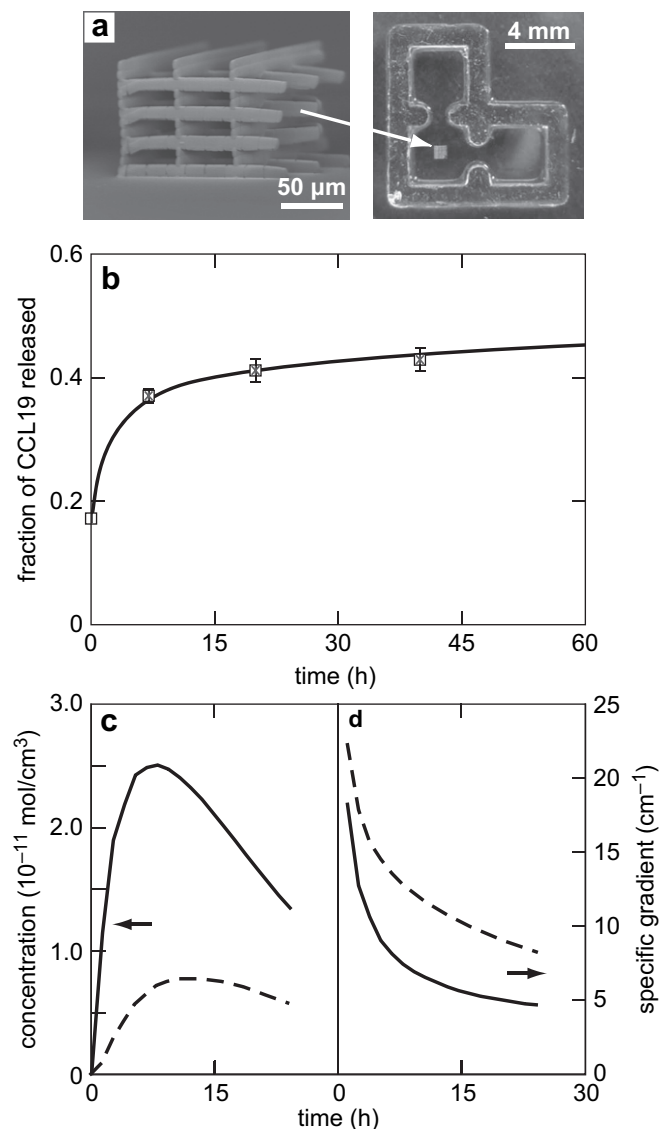 a
4 mm
50 µm
b
0.6
0.4
0.2
0
fraction of CCL19 released
0 15 30 45 60
time (h)
c
d
3.0
2.0
1.0
0
concentration (10⁻¹¹ mol/cm³)
25
20
15
10
5
0
specific gradient (cm⁻¹)
0 15 0 15 30
time (h)